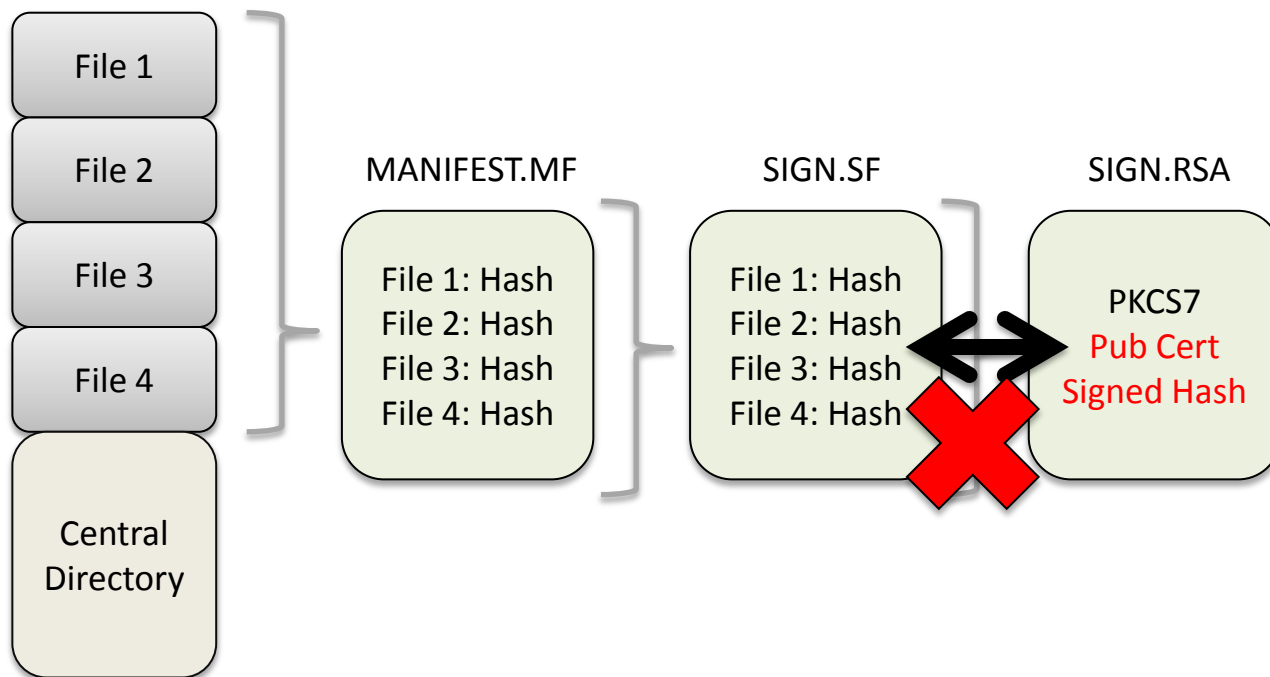 File 1
File 2
File 3
File 4
Central
Directory
MANIFEST.MF
File 1: Hash
File 2: Hash
File 3: Hash
File 4: Hash
SIGN.SF
File 1: Hash
File 2: Hash
File 3: Hash
File 4: Hash
SIGN.RSA
PKCS7
Pub Cert
Signed Hash